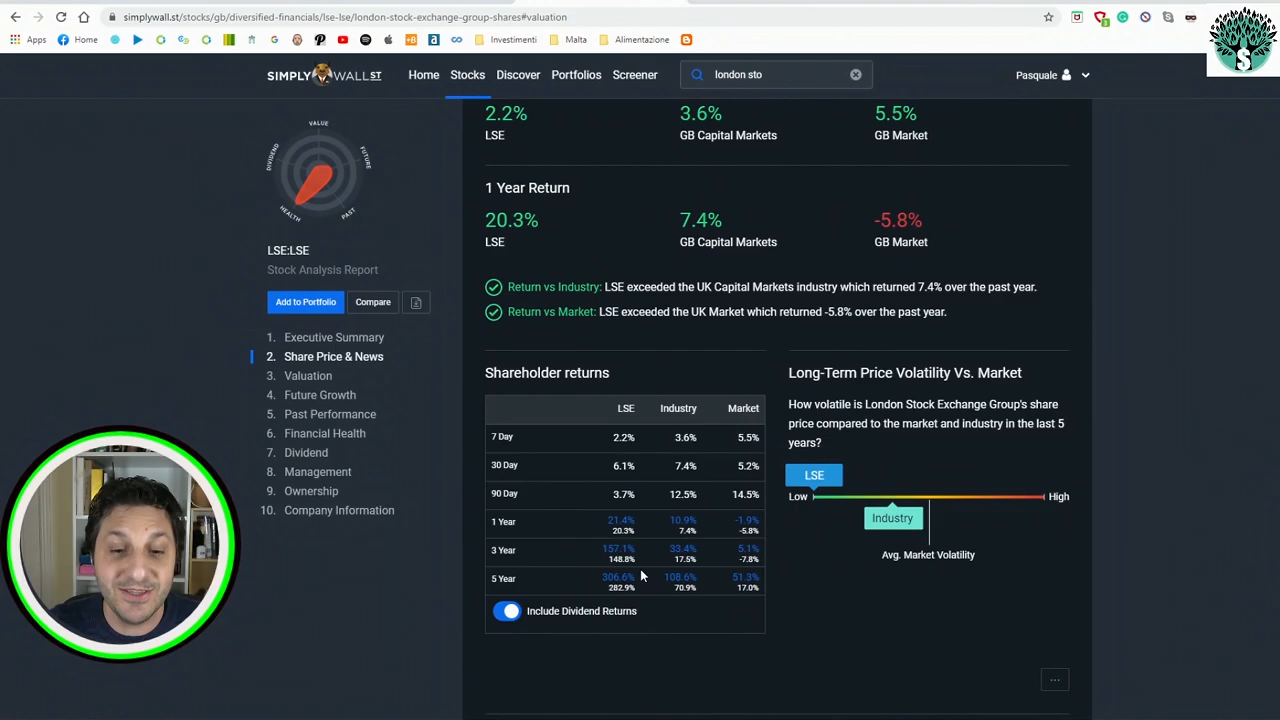 simplywall.st/stocks/gb/diversified-financials/lse-lse/london-stock-exchange-group-shares#valuation
Apps Home Investimenti Malta Alimentazione
SIMPLY WALL ST Home Stocks Discover Portfolios Screener london sto Pasquale
VALUE
FUTURE
PAST
HEALTH
DIVIDEND
LSE:LSE
Stock Analysis Report
Add to Portfolio Compare
1. Executive Summary
2. Share Price & News
3. Valuation
4. Future Growth
5. Past Performance
6. Financial Health
7. Dividend
8. Management
9. Ownership
10. Company Information
2.2% 3.6% 5.5%
LSE GB Capital Markets GB Market
1 Year Return
20.3% 7.4% -5.8%
LSE GB Capital Markets GB Market
Return vs Industry: LSE exceeded the UK Capital Markets industry which returned 7.4% over the past year.
Return vs Market: LSE exceeded the UK Market which returned -5.8% over the past year.
Shareholder returns
LSE Industry Market
7 Day 2.2% 3.6% 5.5%
30 Day 6.1% 7.4% 5.2%
90 Day 3.7% 12.5% 14.5%
1 Year 21.4% 10.9% -1.9%
20.3% 7.4% -5.8%
3 Year 157.1% 33.4% 5.1%
148.8% 17.5% -7.8%
5 Year 306.6% 108.6% 51.3%
282.9% 70.9% 17.0%
Include Dividend Returns
Long-Term Price Volatility Vs. Market
How volatile is London Stock Exchange Group's share
price compared to the market and industry in the last 5
years?
LSE
Low High
Industry
Avg. Market Volatility
...
S